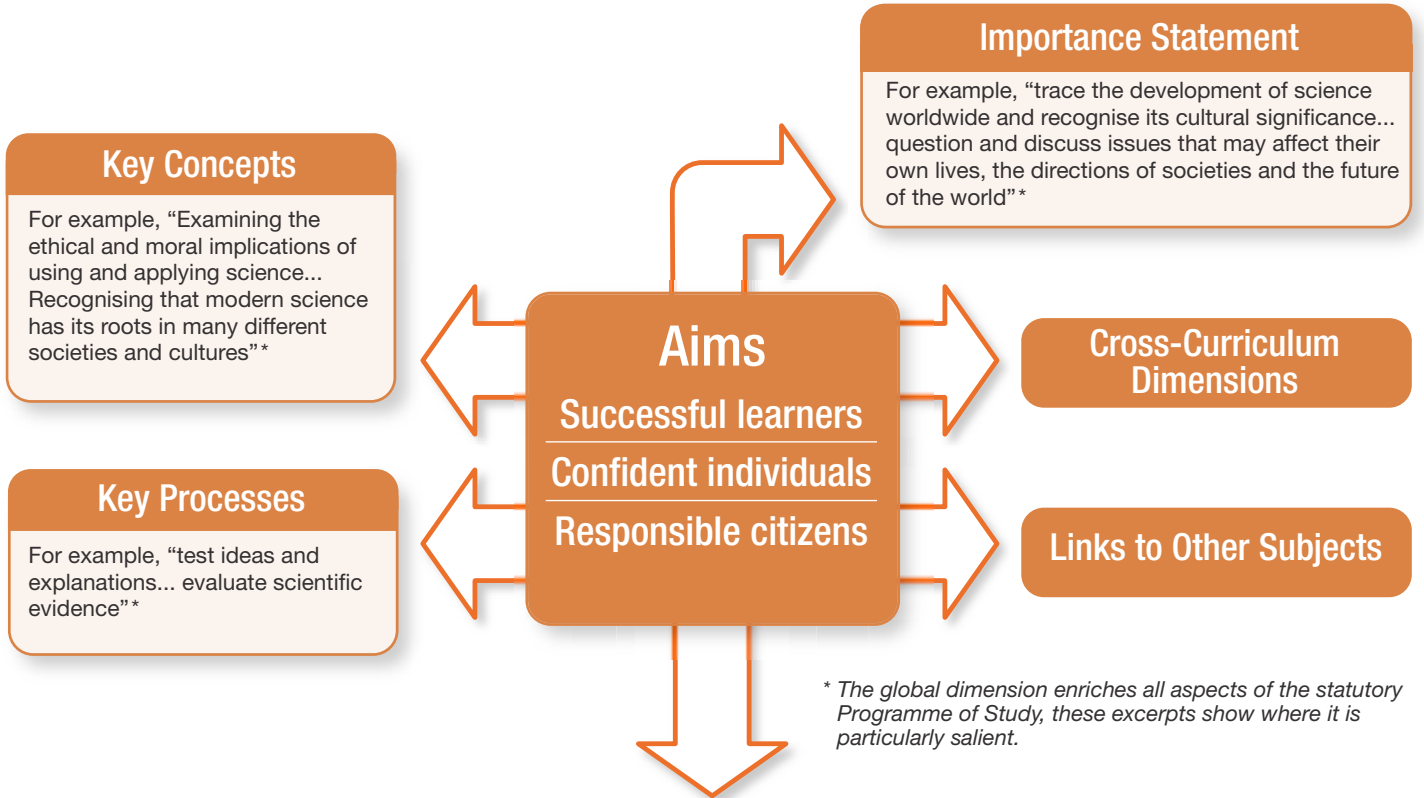 Importance Statement
For example, “trace the development of science
worldwide and recognise its cultural significance...
question and discuss issues that may affect their
own lives, the directions of societies and the future
of the world”*
Key Concepts
For example, “Examining the
ethical and moral implications of
using and applying science...
Recognising that modern science
has its roots in many different
societies and cultures”*
Key Processes
For example, “test ideas and
explanations... evaluate scientific
evidence”*
Aims
Successful learners
Confident individuals
Responsible citizens
Cross-Curriculum
Dimensions
Links to Other Subjects
* The global dimension enriches all aspects of the statutory
Programme of Study, these excerpts show where it is
particularly salient.